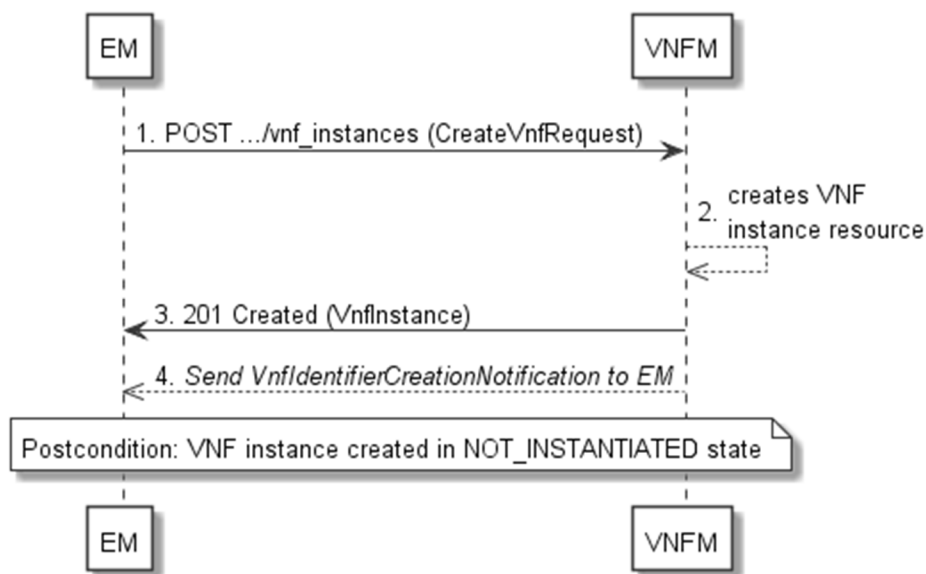 EM
VNFM
1. POST .../vnf_instances (CreateVnfRequest)
2. creates VNF
instance resource
3. 201 Created (VnfInstance)
4. Send VnfIdentifierCreationNotification to EM
Postcondition: VNF instance created in NOT_INSTANTIATED state
EM
VNFM